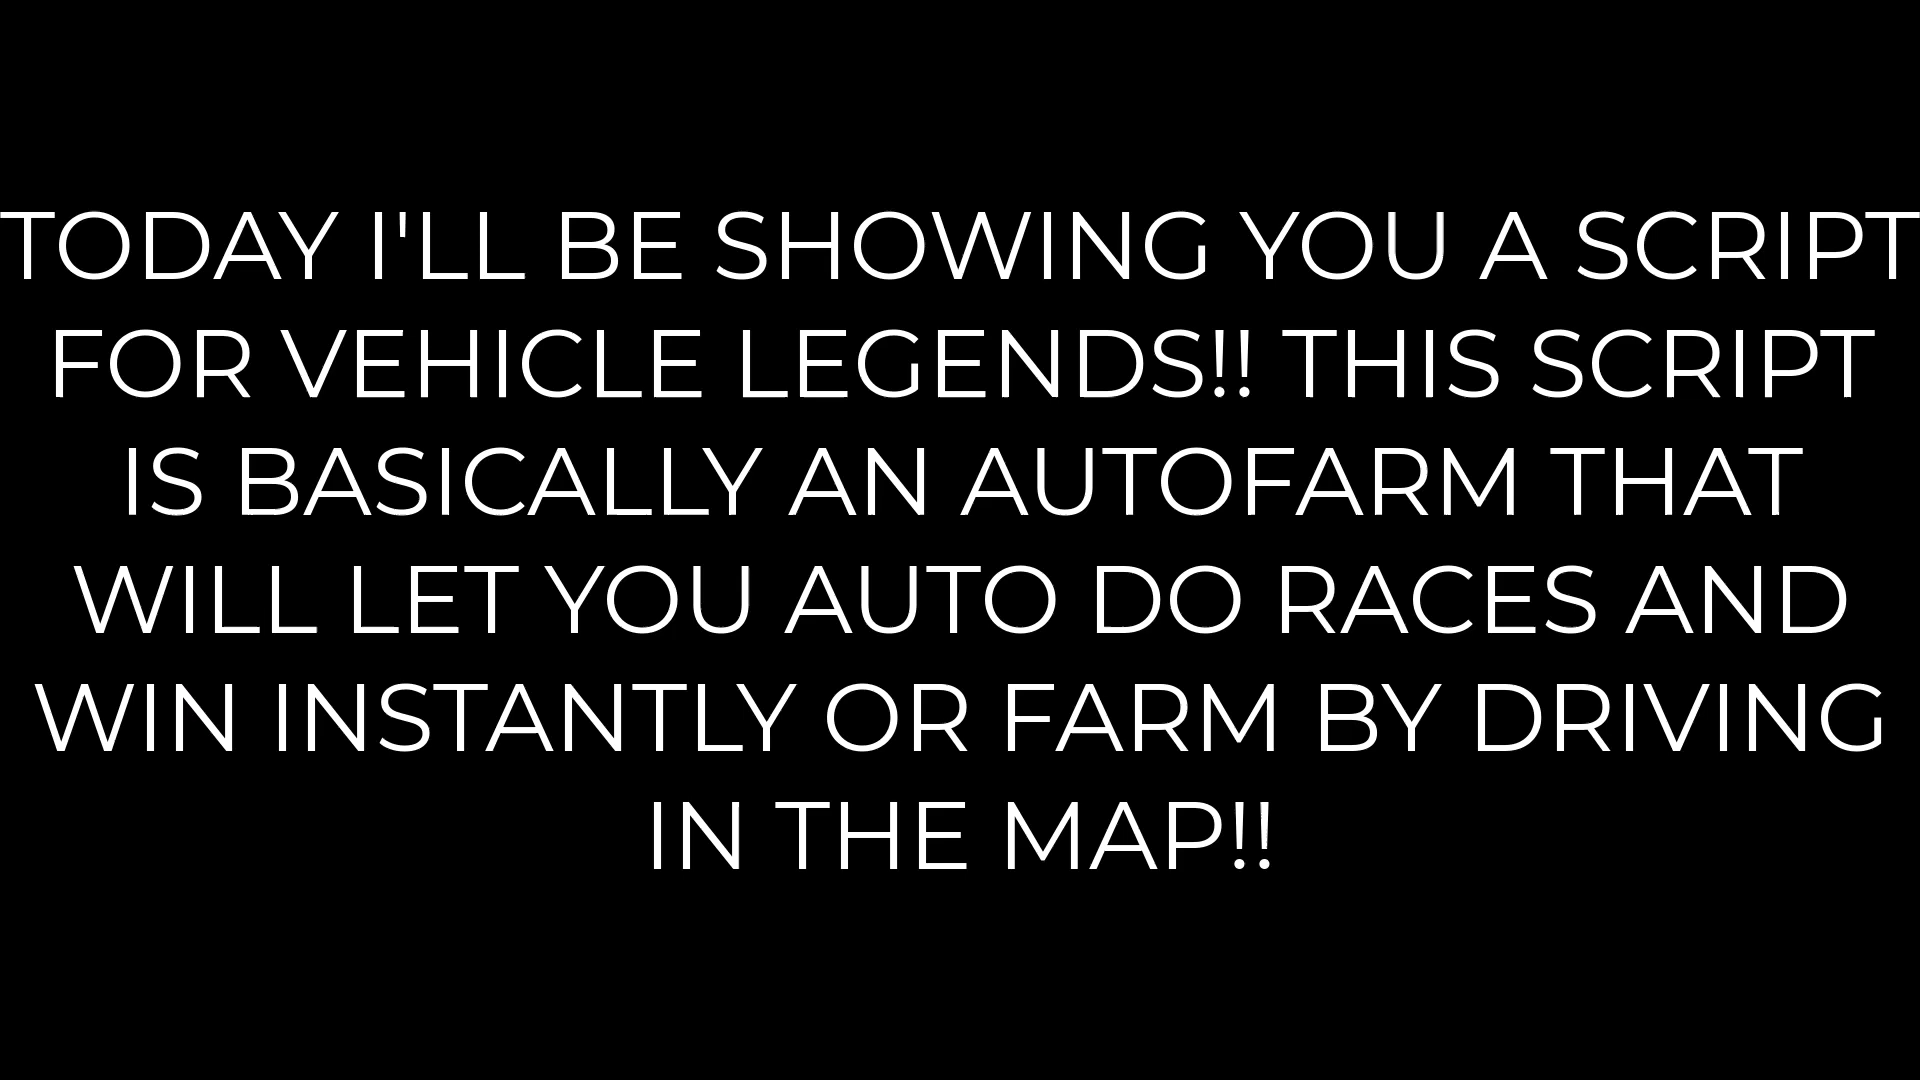 TODAY I'LL BE SHOWING YOU A SCRIPT
FOR VEHICLE LEGENDS!! THIS SCRIPT
IS BASICALLY AN AUTOFARM THAT
WILL LET YOU AUTO DO RACES AND
WIN INSTANTLY OR FARM BY DRIVING
IN THE MAP!!